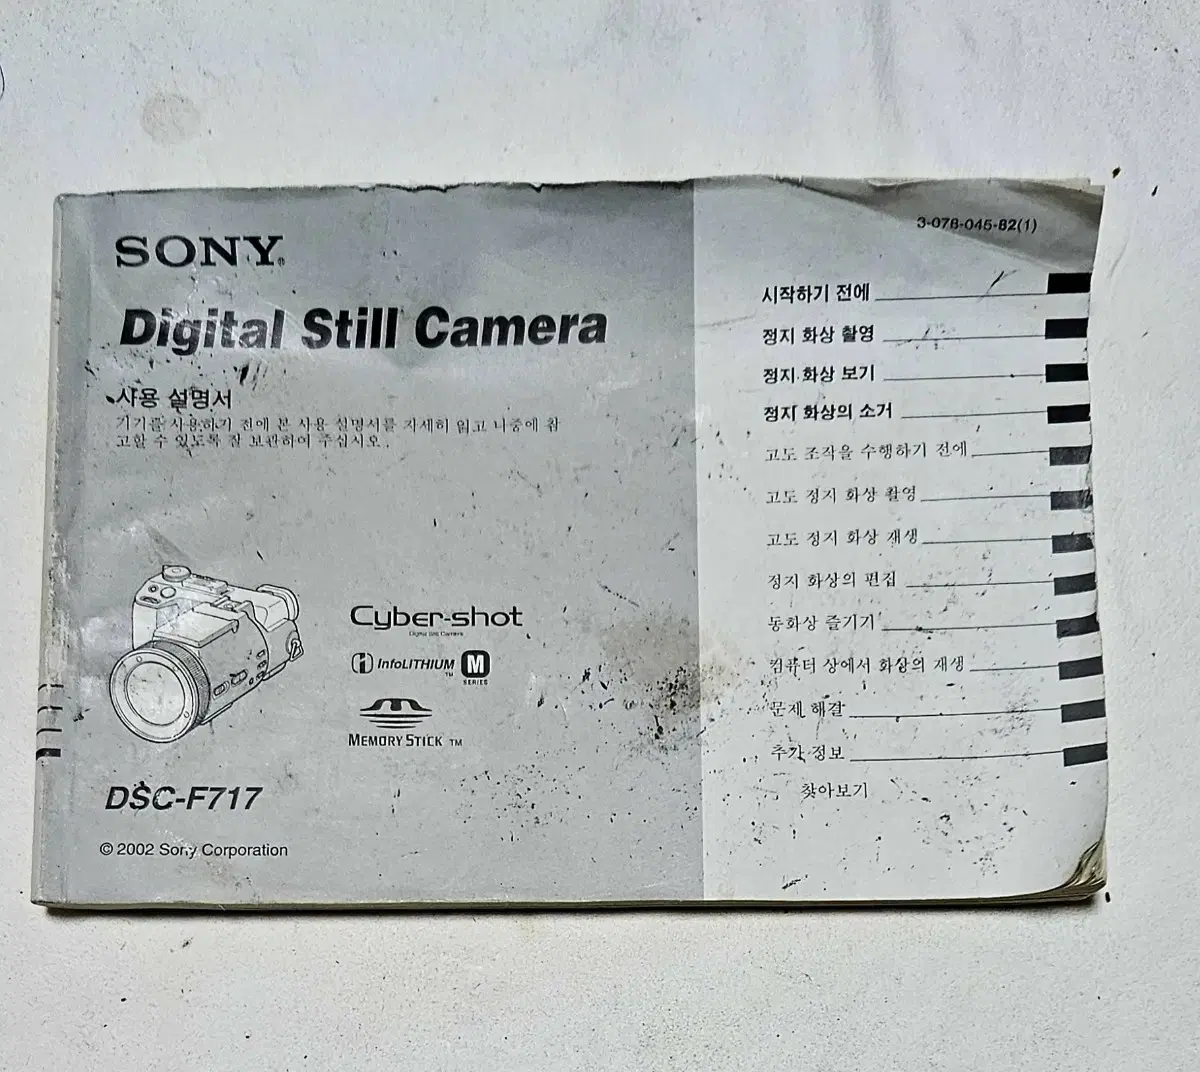 3-078-045-82(1)
SONY®
Digital Still Camera
사용 설명서
기기를 사용하기 전에 본 사용 설명서를 자세히 읽고 나중에 참
고할 수 있도록 잘 보관하여 주십시오.
Cyber-shot
Digital Still Camera
InfoLITHIUM TM M
SERIES
MEMORY STICK TM
DSC-F717
© 2002 Sony Corporation
시작하기 전에
정지 화상 촬영
정지 화상 보기
정지 화상의 소거
고도 조작을 수행하기 전에
고도 정지 화상 촬영
고도 정지 화상 재생
정지 화상의 편집
동화상 즐기기
컴퓨터 상에서 화상의 재생
문제 해결
추가 정보
찾아보기